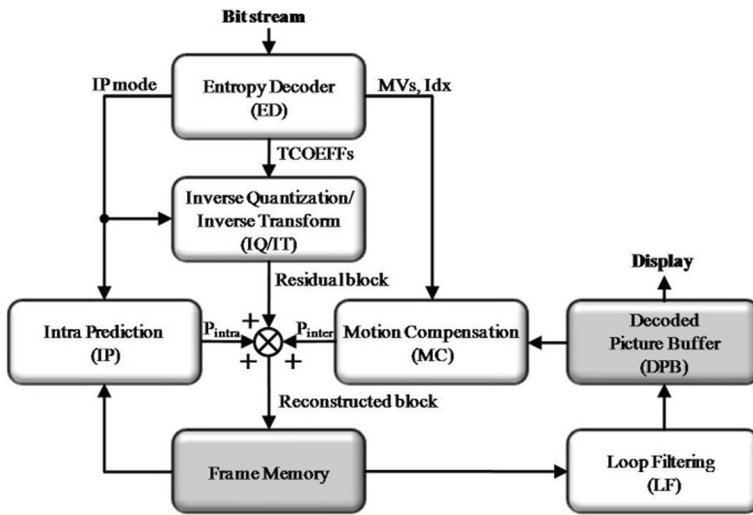 Bitstream
IP mode
Entropy Decoder
(ED)
MVs, Idx
TCOEFFs
Inverse Quantization/
Inverse Transform
(IQ/IT)
Residual block
Display
Intra Prediction
(IP)
Pintra
+
+
+
Pinter
Motion Compensation
(MC)
Decoded
Picture Buffer
(DPB)
Reconstructed block
Frame Memory
Loop Filtering
(LF)